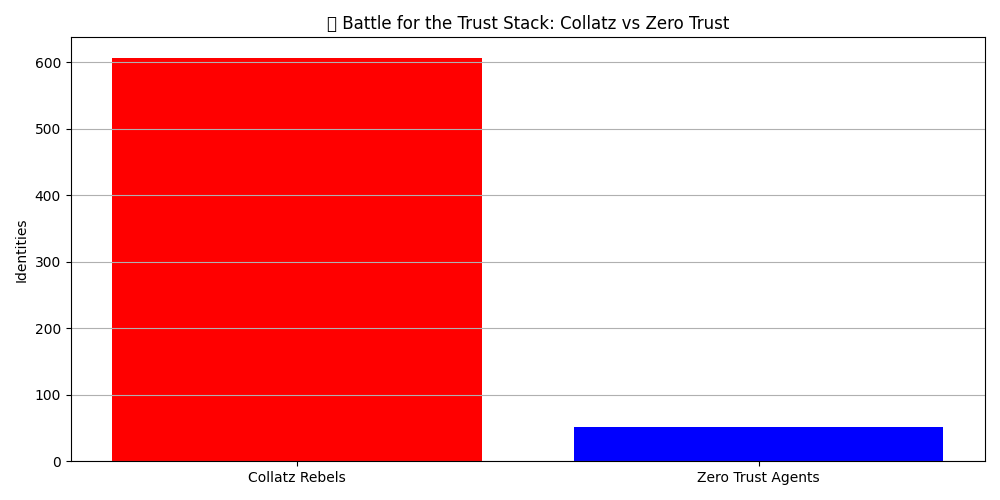 Battle for the Trust Stack: Collatz vs Zero Trust
600
500
400
300
200
100
0
Identities
Collatz Rebels
Zero Trust Agents